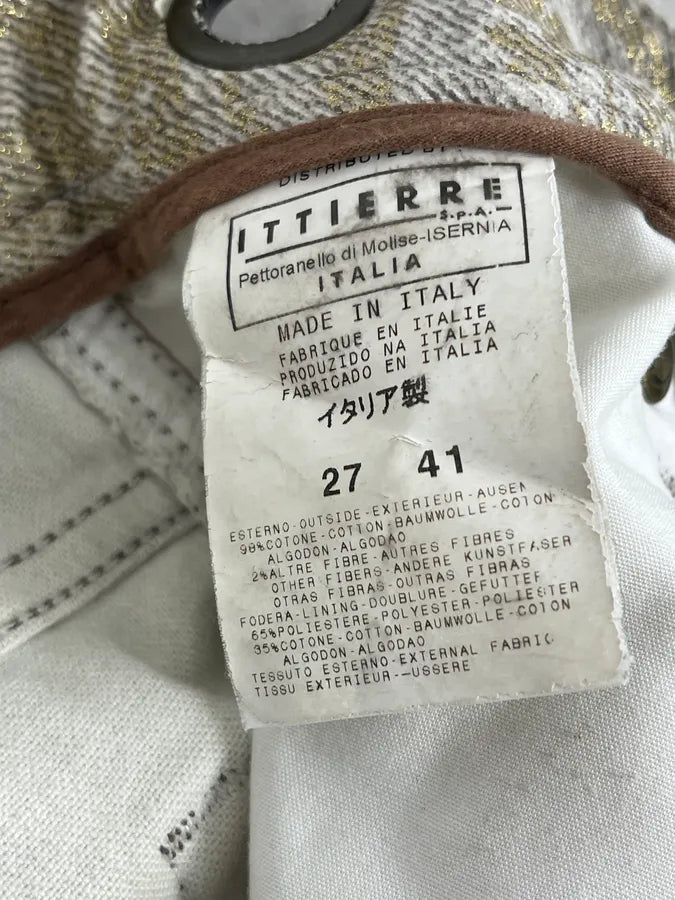 DISTRIBUTED BY
ITTIERRE
S.p.A.
Pettoranello di Molise-ISERNIA
ITALIA
MADE IN ITALY
FABRIQUE EN ITALIE
PRODUZIDO NA ITALIA
FABRICADO EN ITALIA
イタリア製
27 41
ESTERNO-OUTSIDE-EXTERIEUR-AUSEN
98%COTONE-COTTON-BAUMWOLLE-COTON
ALGODON-ALGODAO
2%ALTRE FIBRE-AUTRES FIBRES
OTHER FIBERS-ANDERE KUNSTFASER
OTRAS FIBRAS-OUTRAS FIBRAS
FODERA-LINING-DOUBLURE-GEFUTTER
65%POLIESTERE-POLYESTER-POLIESTER
35%COTONE-COTTON-BAUMWOLLE-COTON
ALGODON-ALGODAO
TESSUTO ESTERNO-EXTERNAL FABRIC
TISSU EXTERIEUR-—USSERE